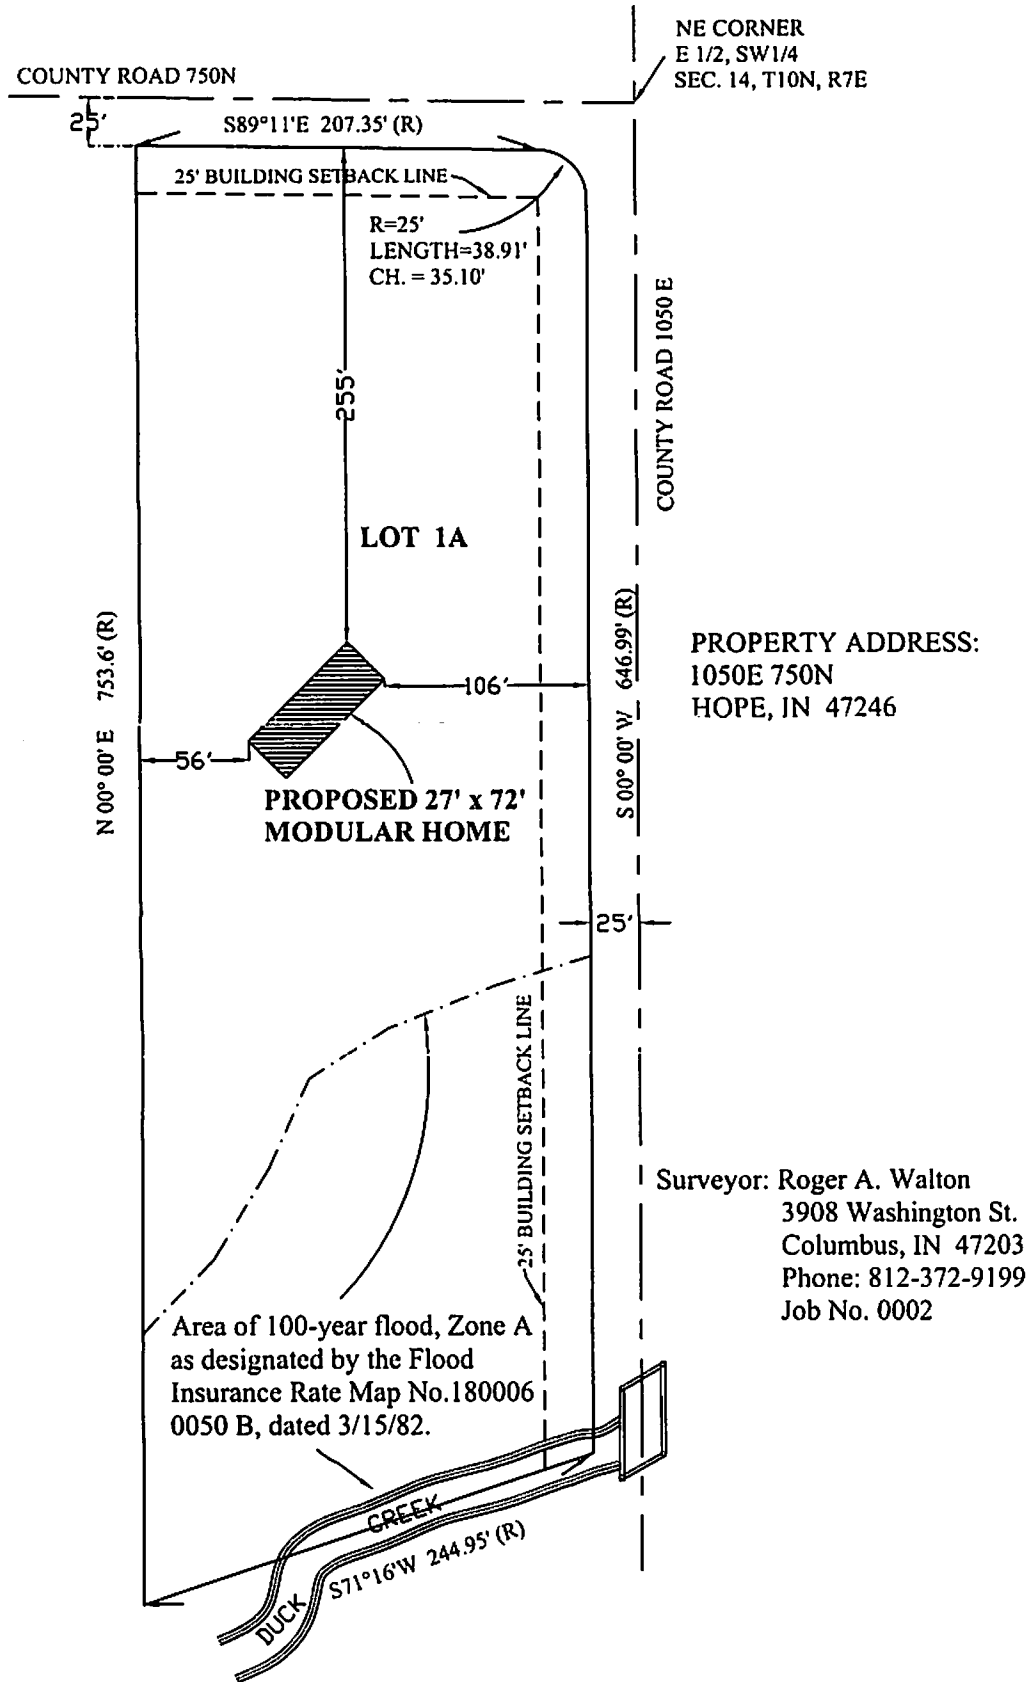 NE CORNER
E 1/2, SW1/4
SEC. 14, T10N, R7E
COUNTY ROAD 750N
25'
S89°11'E 207.35' (R)
25' BUILDING SETBACK LINE
R=25'
LENGTH=38.91'
CH. = 35.10'
COUNTY ROAD 1050 E
255'
LOT 1A
N 00° 00' E 753.6' (R)
S 00° 00' W 646.99' (R)
PROPERTY ADDRESS:
1050E 750N
HOPE, IN 47246
106'
56'
PROPOSED 27' x 72'
MODULAR HOME
25'
25' BUILDING SETBACK LINE
Surveyor: Roger A. Walton
3908 Washington St.
Columbus, IN 47203
Phone: 812-372-9199
Job No. 0002
Area of 100-year flood, Zone A
as designated by the Flood
Insurance Rate Map No.180006
0050 B, dated 3/15/82.
DUCK CREEK
S71°16'W 244.95' (R)